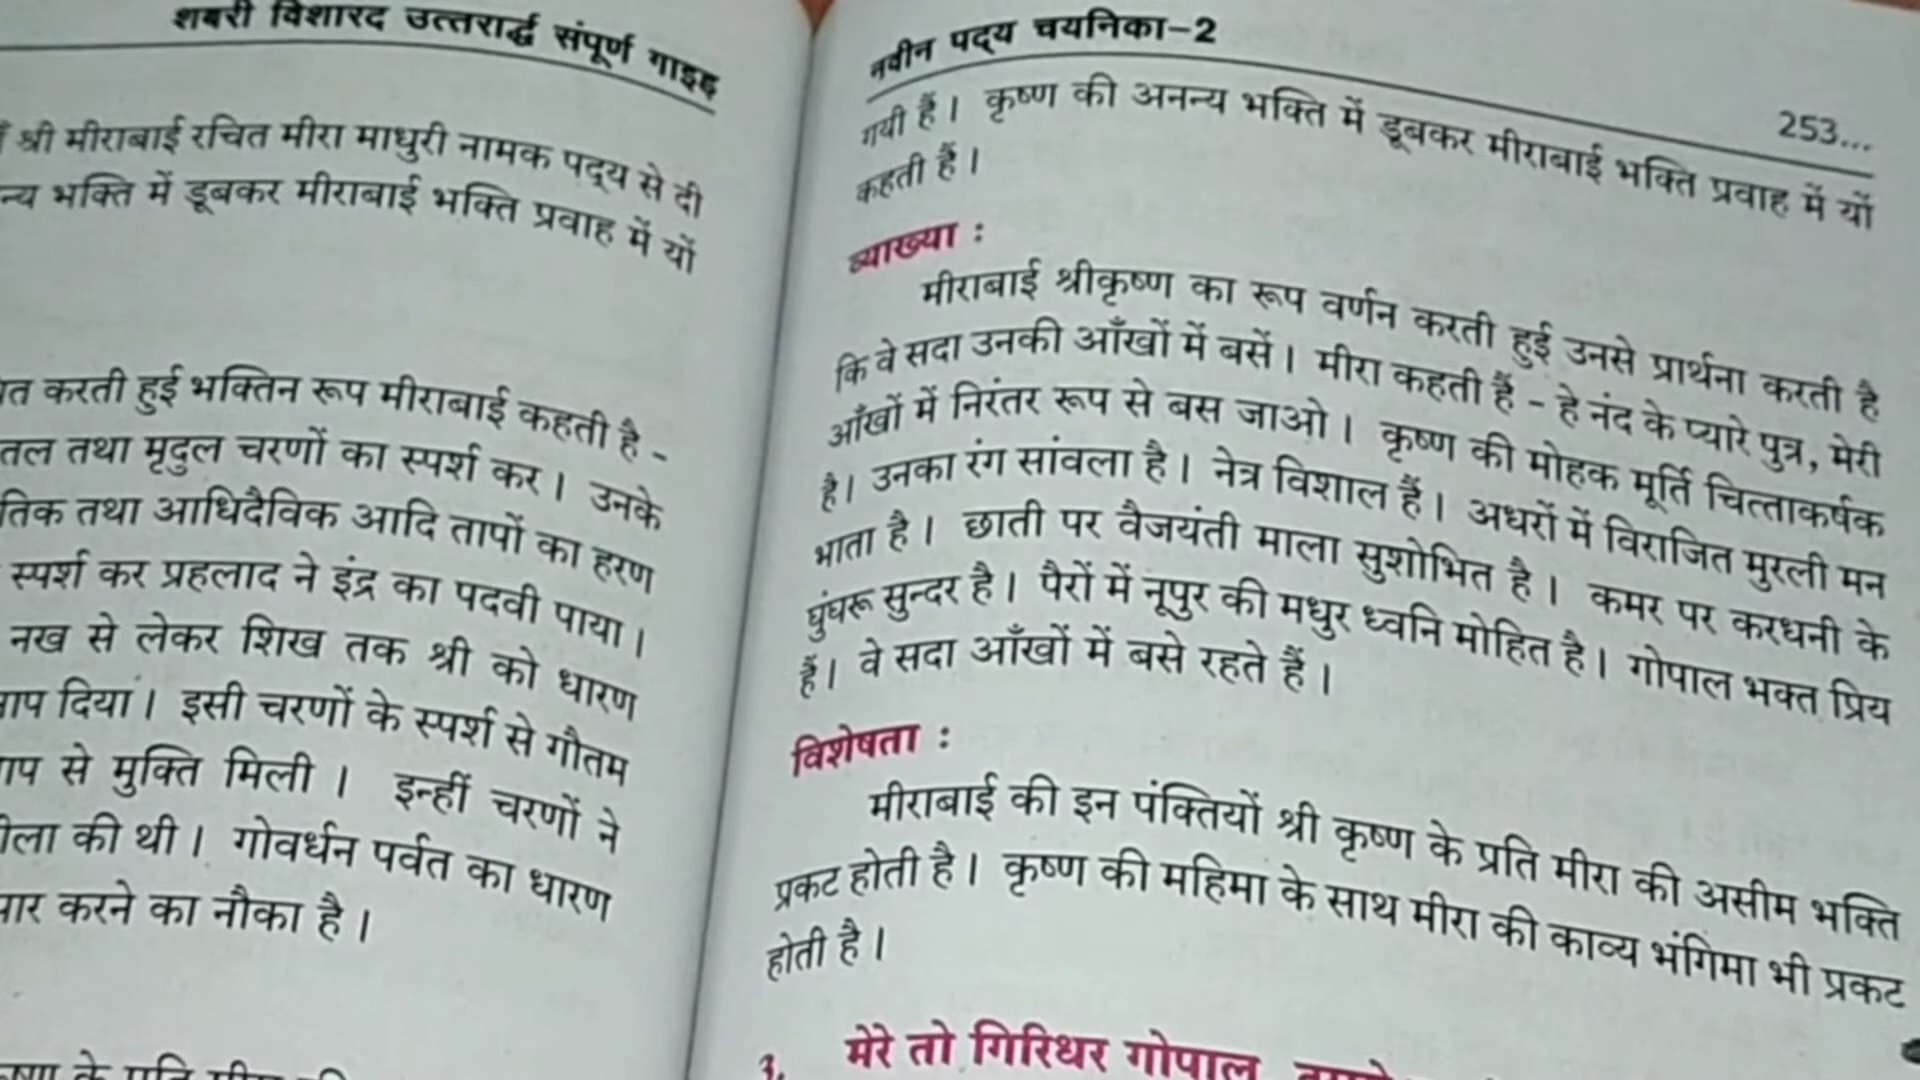 शबरी विशारद उत्तरार्द्ध संपूर्ण गाइड
श्री मीराबाई रचित मीरा माधुरी नामक पद्य से दी
न्य भक्ति में डूबकर मीराबाई भक्ति प्रवाह में यों
त करती हुई भक्तिन रूप मीराबाई कहती है -
तल तथा मृदुल चरणों का स्पर्श कर। उनके
तिक तथा आधिदैविक आदि तापों का हरण
स्पर्श कर प्रहलाद ने इंद्र का पदवी पाया।
नख से लेकर शिख तक श्री को धारण
ाप दिया। इसी चरणों के स्पर्श से गौतम
ाप से मुक्ति मिली। इन्हीं चरणों ने
ीला की थी। गोवर्धन पर्वत का धारण
पार करने का नौका है।
नवीन पद्य चयनिका-2
253...
गयी हैं। कृष्ण की अनन्य भक्ति में डूबकर मीराबाई भक्ति प्रवाह में यों
कहती हैं।
व्याख्या :
मीराबाई श्रीकृष्ण का रूप वर्णन करती हुई उनसे प्रार्थना करती है
कि वे सदा उनकी आँखों में बसें। मीरा कहती हैं - हे नंद के प्यारे पुत्र, मेरी
आँखों में निरंतर रूप से बस जाओ। कृष्ण की मोहक मूर्ति चित्ताकर्षक
है। उनका रंग सांवला है। नेत्र विशाल हैं। अधरों में विराजित मुरली मन
भाता है। छाती पर वैजयंती माला सुशोभित है। कमर पर करधनी के
घुंघरू सुन्दर है। पैरों में नूपुर की मधुर ध्वनि मोहित है। गोपाल भक्त प्रिय
हैं। वे सदा आँखों में बसे रहते हैं।
विशेषता :
मीराबाई की इन पंक्तियों श्री कृष्ण के प्रति मीरा की असीम भक्ति
प्रकट होती है। कृष्ण की महिमा के साथ मीरा की काव्य भंगिमा भी प्रकट
होती है।
3. मेरे तो गिरिधर गोपाल